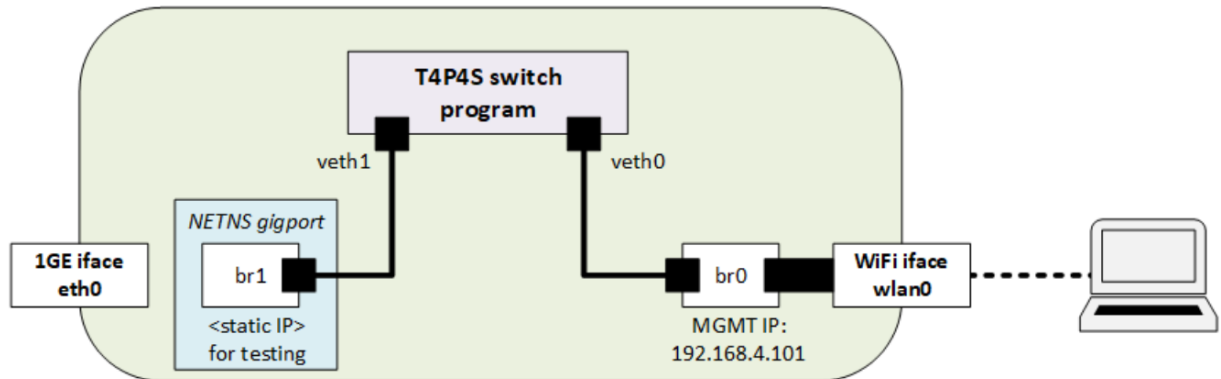 T4P4S switch
program
veth1
veth0
NETNS gigport
1GE iface
eth0
br1
br0
WiFi iface
wlan0
<static IP>
for testing
MGMT IP:
192.168.4.101